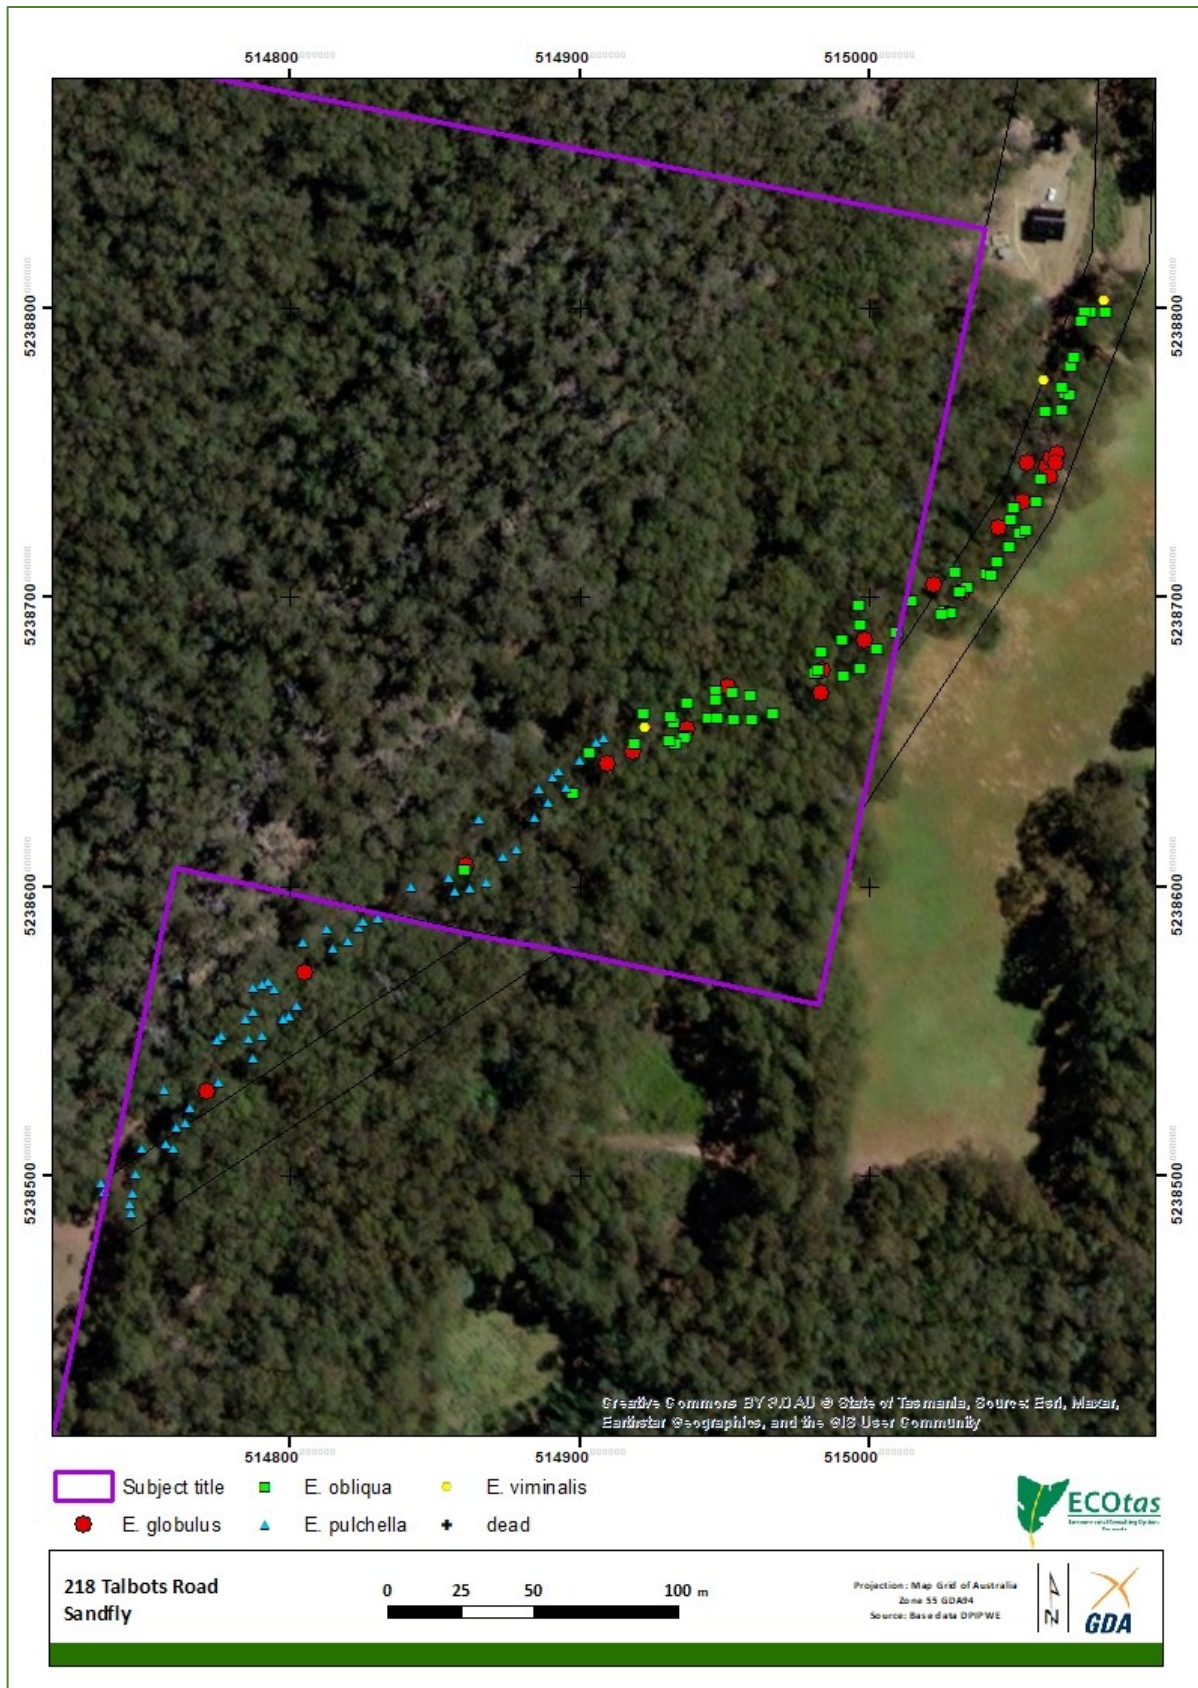 514800 514900 515000
5238800 5238800
5238700 5238700
5238600 5238600
5238500 5238500
Creative Commons BY 3.0 AU © State of Tasmania, Source: Esri, Maxar,
Earthstar Geographics, and the GIS User Community
514800 514900 515000
Subject title E. obliqua E. viminalis
E. globulus E. pulchella dead
ECOtas
218 Talbots Road
Sandfly
0 25 50 100 m
Projection: Map Grid of Australia
Zone 55 GDA94
Source: Base data DPIPWE
N
GDA